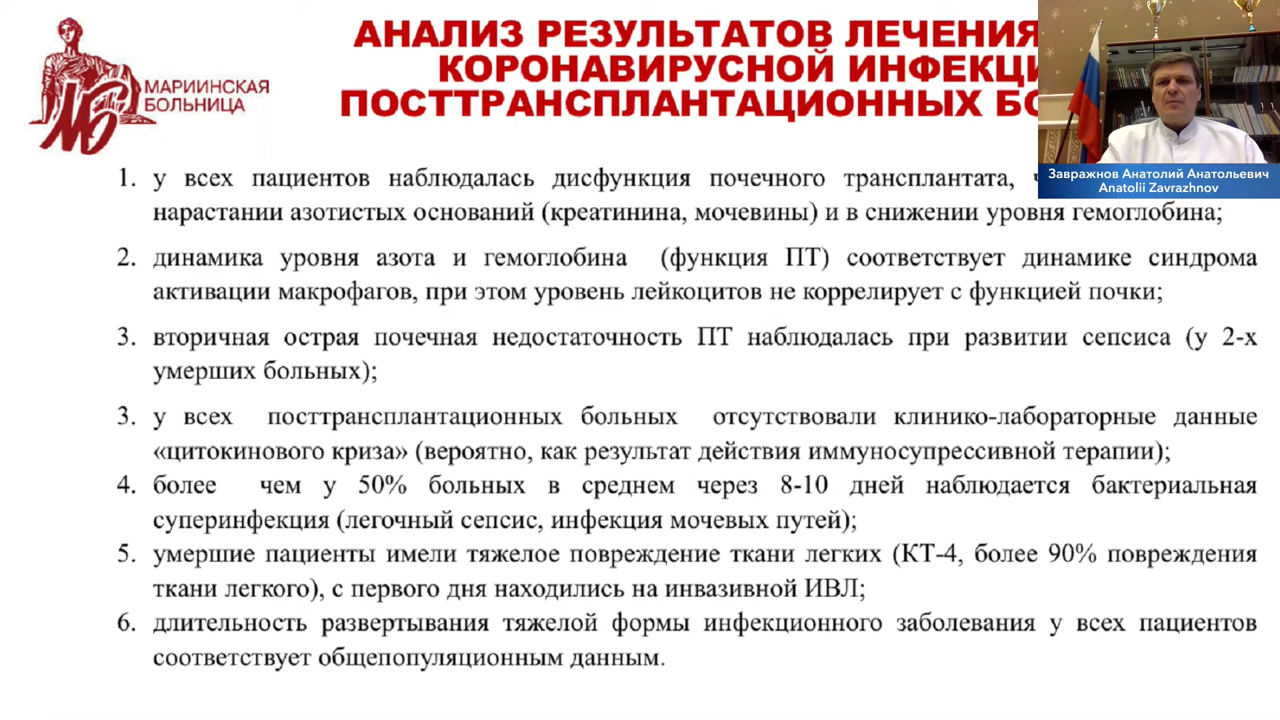 МАРИИНСКАЯ
БОЛЬНИЦА
АНАЛИЗ РЕЗУЛЬТАТОВ ЛЕЧЕНИЯ
КОРОНАВИРУСНОЙ
ПОСТТРАНСПЛАНТАЦИОННЫХ
Завражнов Анатолий Анатольевич
Anatolii Zavrazhnov
1. у всех пациентов наблюдалась дисфункция почечного трансплантата,
нарастании азотистых оснований (креатинина, мочевины) и в снижении уровня гемоглобина;
2. динамика уровня азота и гемоглобина (функция ПТ) соответствует динамике синдрома
активации макрофагов, при этом уровень лейкоцитов не коррелирует с функцией почки;
3. вторичная острая почечная недостаточность ПТ наблюдалась при развитии сепсиса (у 2-х
умерших больных);
3. у всех посттрансплантационных больных отсутствовали клинико-лабораторные данные
«цитокинового криза» (вероятно, как результат действия иммуносупрессивной терапии);
4. более чем у 50% больных в среднем через 8-10 дней наблюдается бактериальная
суперинфекция (легочный сепсис, инфекция мочевых путей);
5. умершие пациенты имели тяжелое повреждение ткани легких (КТ-4, более 90% повреждения
ткани легкого), с первого дня находились на инвазивной ИВЛ;
6. длительность развертывания тяжелой формы инфекционного заболевания у всех пациентов
соответствует общепопуляционным данным.